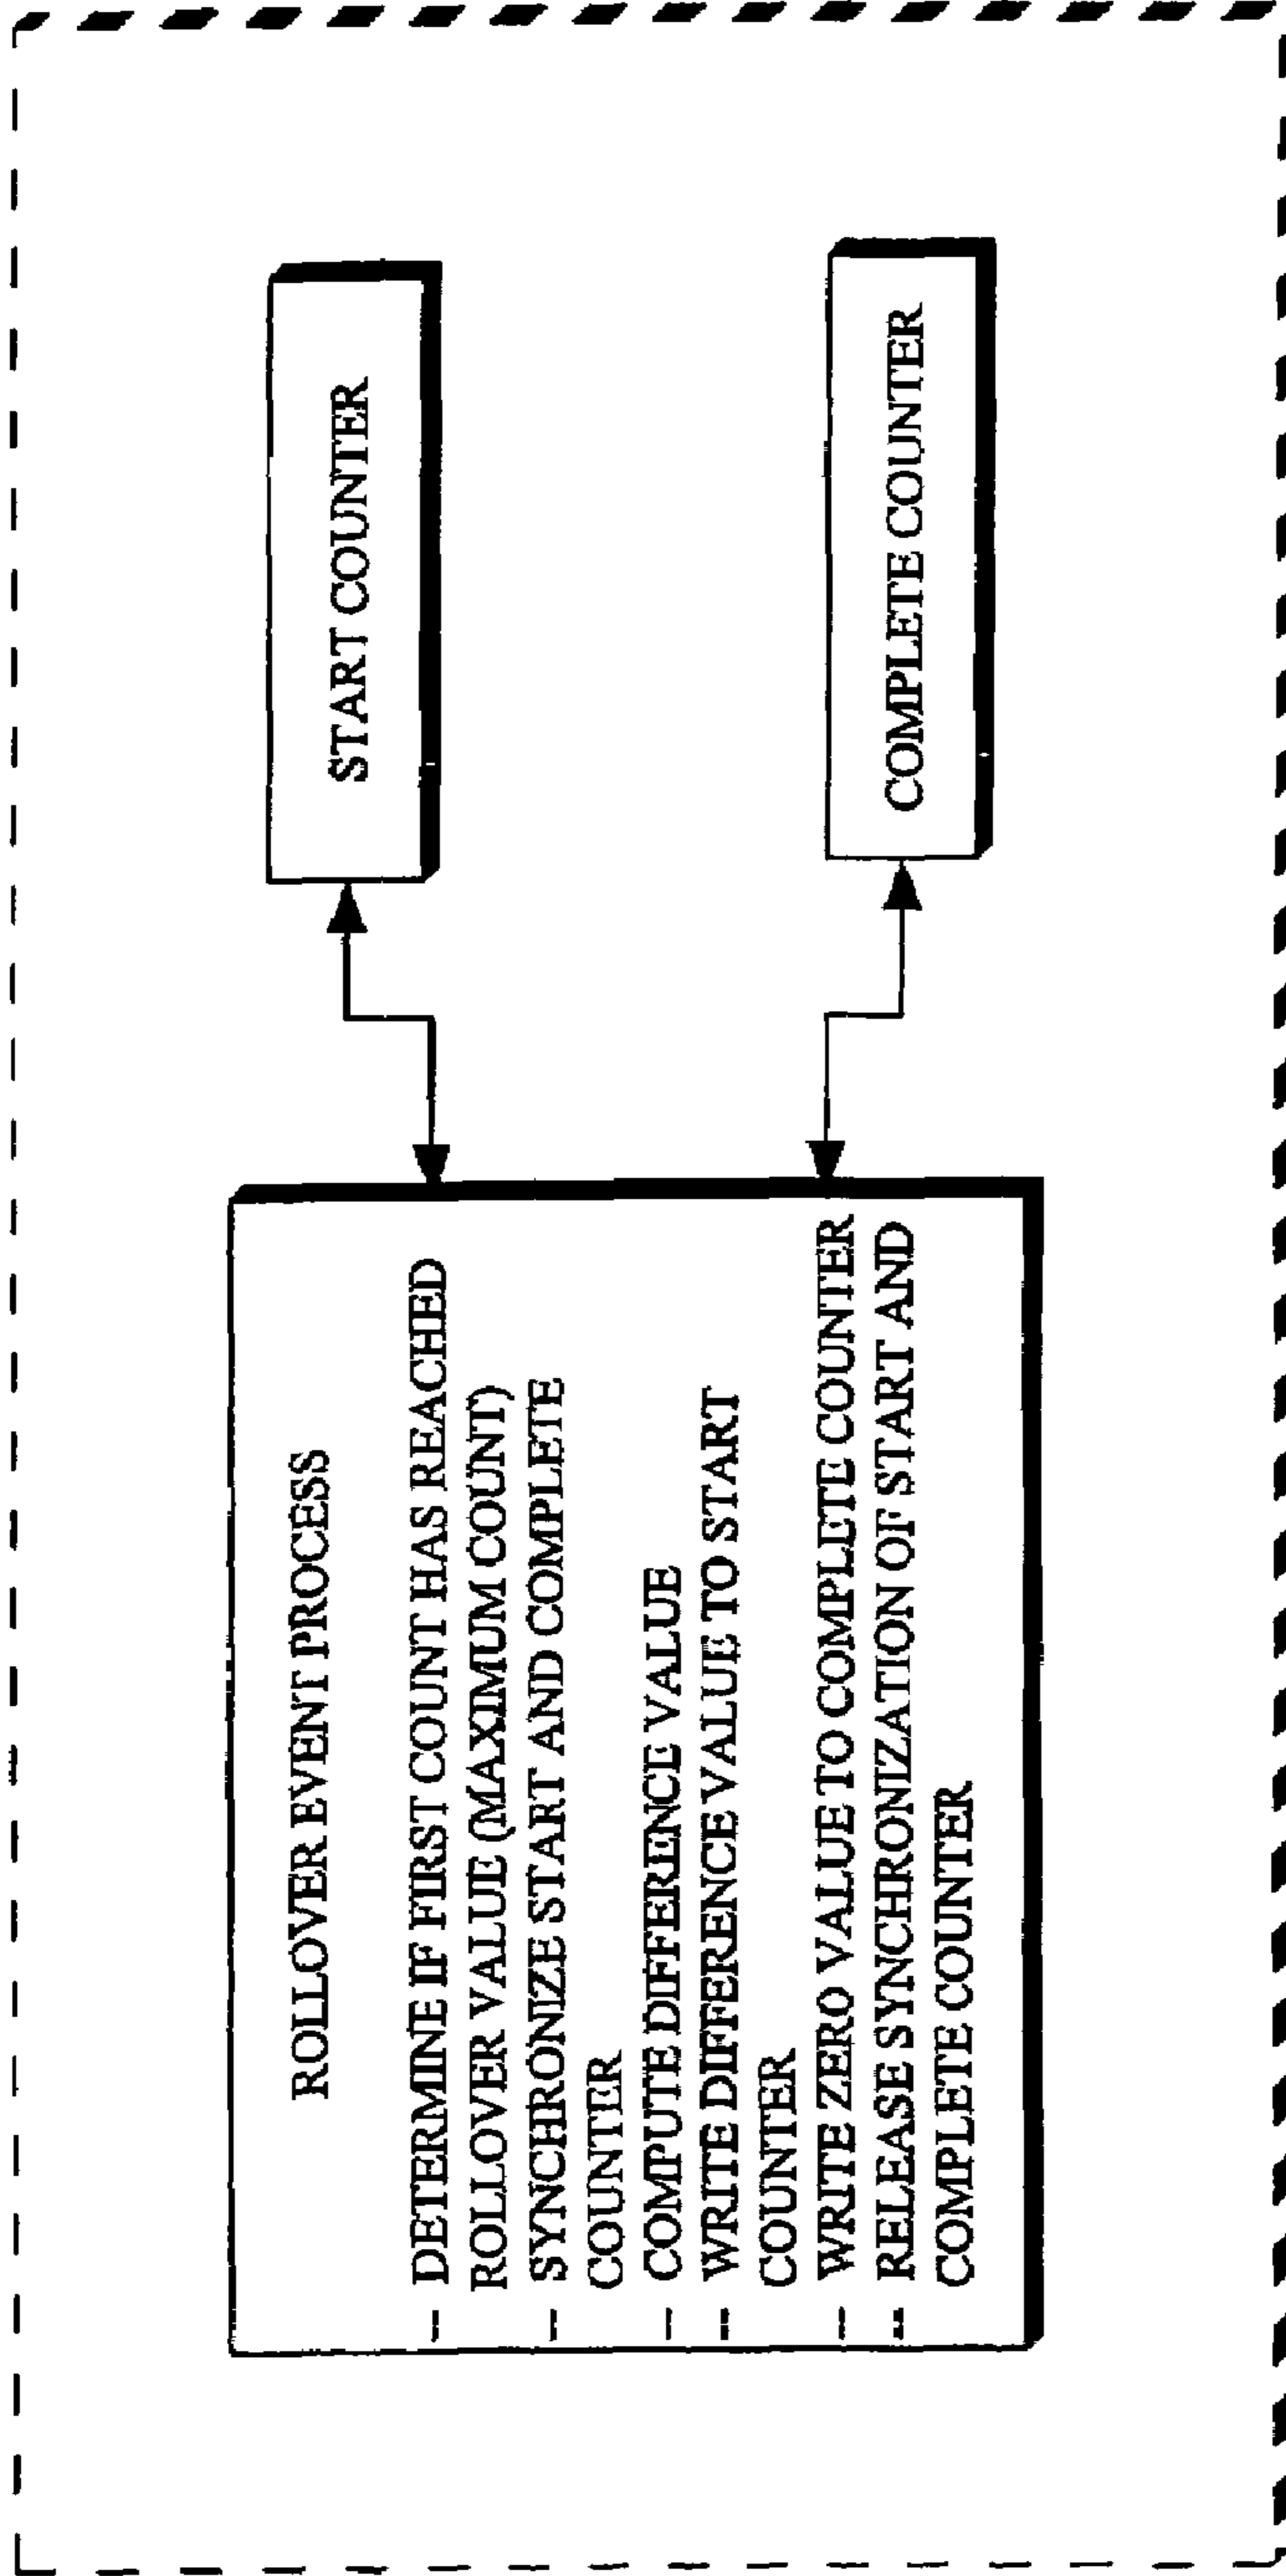 ROLLOVER EVENT PROCESS
-- DETERMINE IF FIRST COUNT HAS REACHED
ROLLOVER VALUE (MAXIMUM COUNT)
-- SYNCHRONIZE START AND COMPLETE
COUNTER
-- COMPUTE DIFFERENCE VALUE
-- WRITE DIFFERENCE VALUE TO START
COUNTER
-- WRITE ZERO VALUE TO COMPLETE COUNTER
-- RELEASE SYNCHRONIZATION OF START AND
COMPLETE COUNTER
START COUNTER
COMPLETE COUNTER